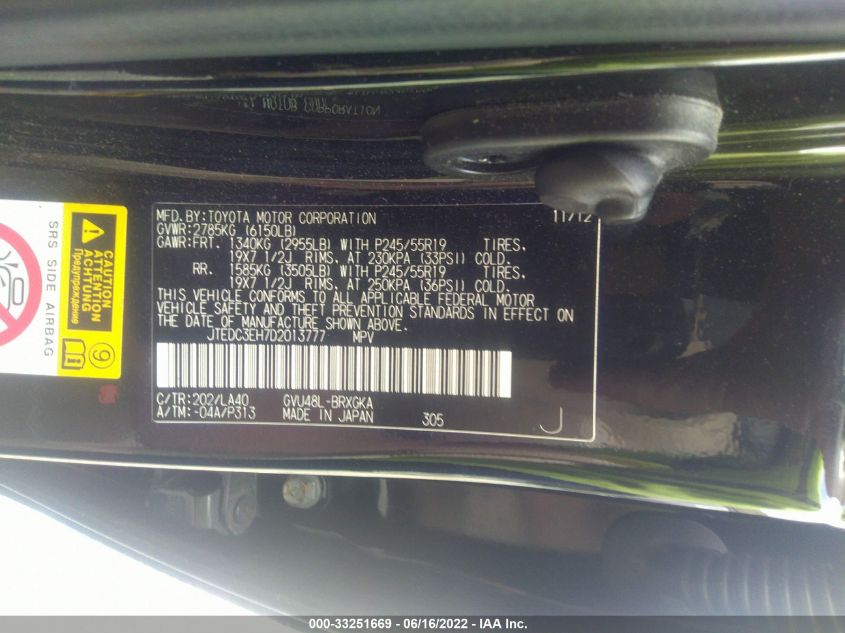 MFD.BY:TOYOTA MOTOR CORPORATION 11/12
GVWR:2785KG (6150LB)
GAWR:FRT. 1340KG (2955LB) WITH P245/55R19 TIRES.
19X7 1/2J RIMS. AT 230KPA (33PSI) COLD.
RR. 1585KG (3505LB) WITH P245/55R19 TIRES.
19X7 1/2J RIMS. AT 250KPA (36PSI) COLD.
THIS VEHICLE CONFORMS TO ALL APPLICABLE FEDERAL MOTOR
VEHICLE SAFETY AND THEFT PREVENTION STANDARDS IN EFFECT ON
THE DATE OF MANUFACTURE SHOWN ABOVE.
JTEDC3EH7D2013777 MPV
C/TR:202/LA40 GVU48L-BRXGKA
A/TM:-04A/P313 MADE IN JAPAN 305 J
SRS SIDE AIRBAG
CAUTION
ATTENTION
ACHTUNG
Предупреждение
9
000-33251669 - 06/16/2022 - IAA Inc.